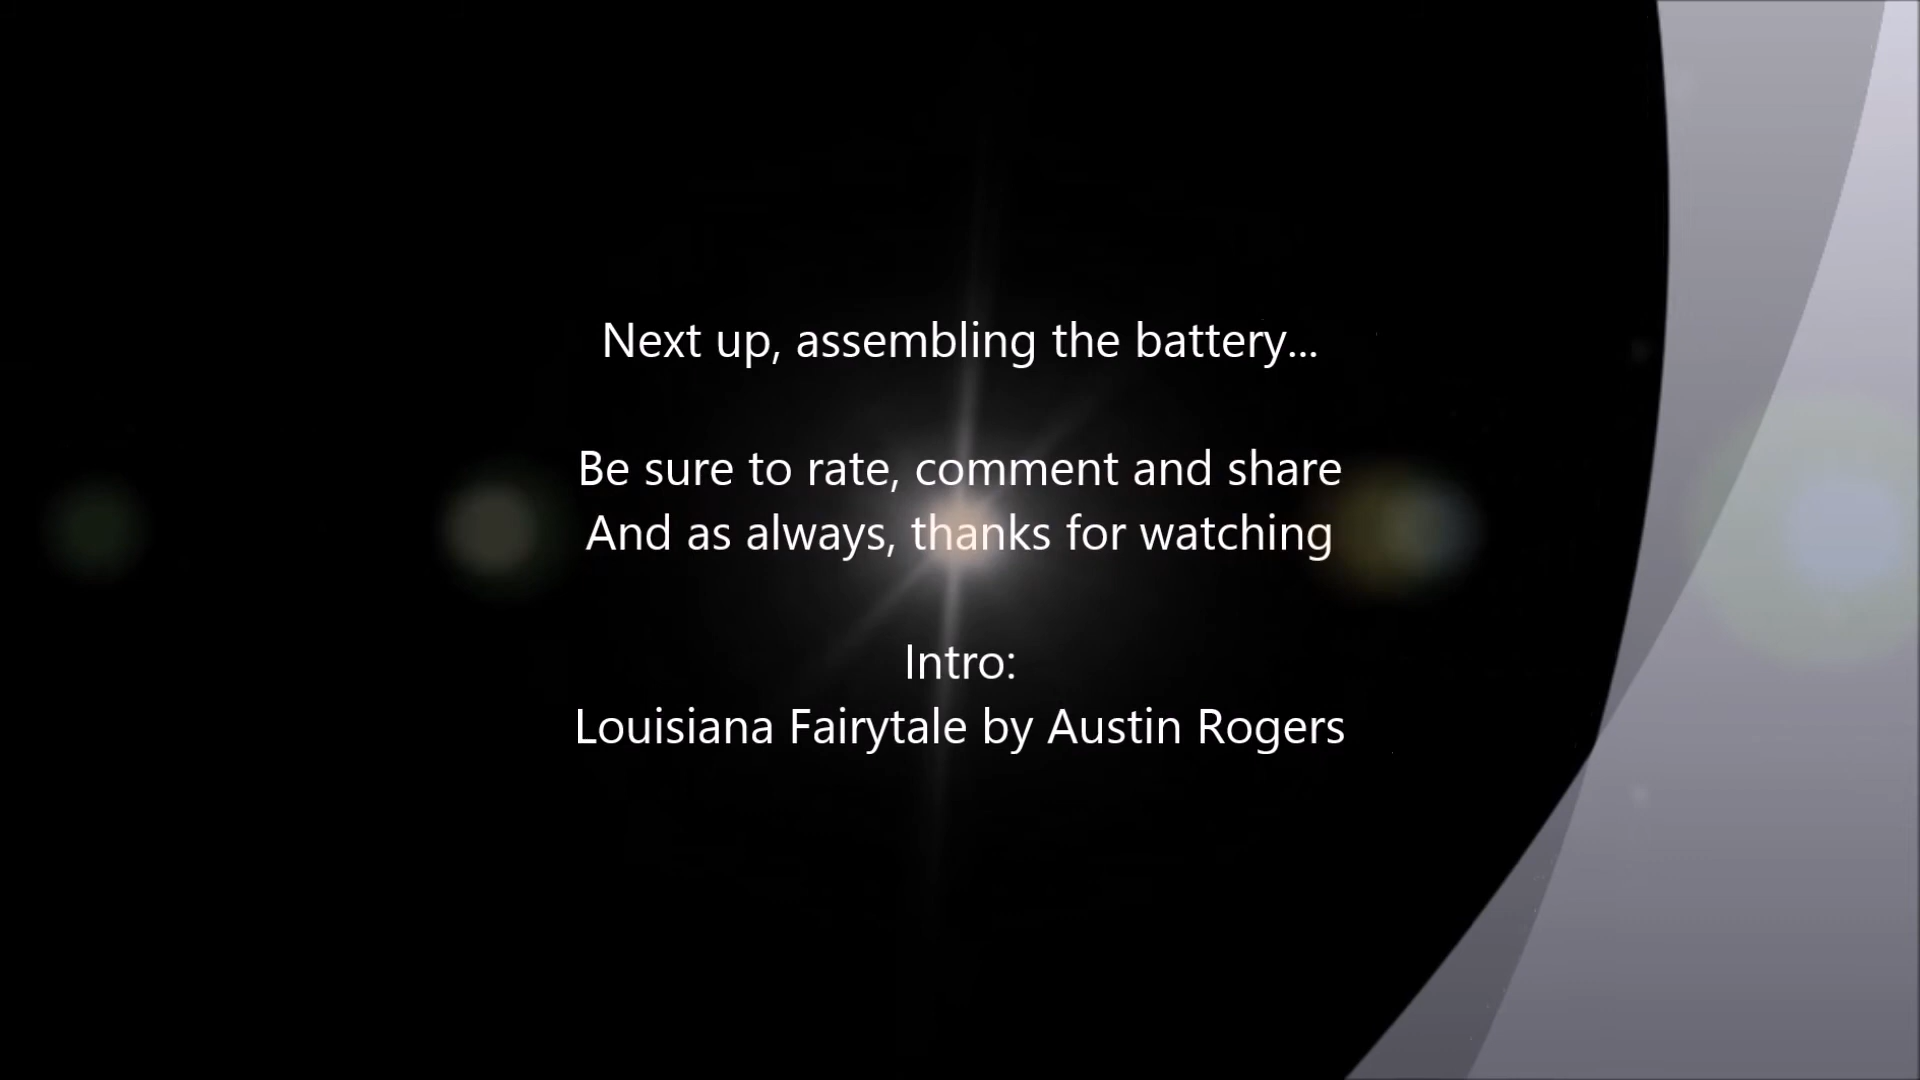 Next up, assembling the battery...
Be sure to rate, comment and share
And as always, thanks for watching
Intro:
Louisiana Fairytale by Austin Rogers